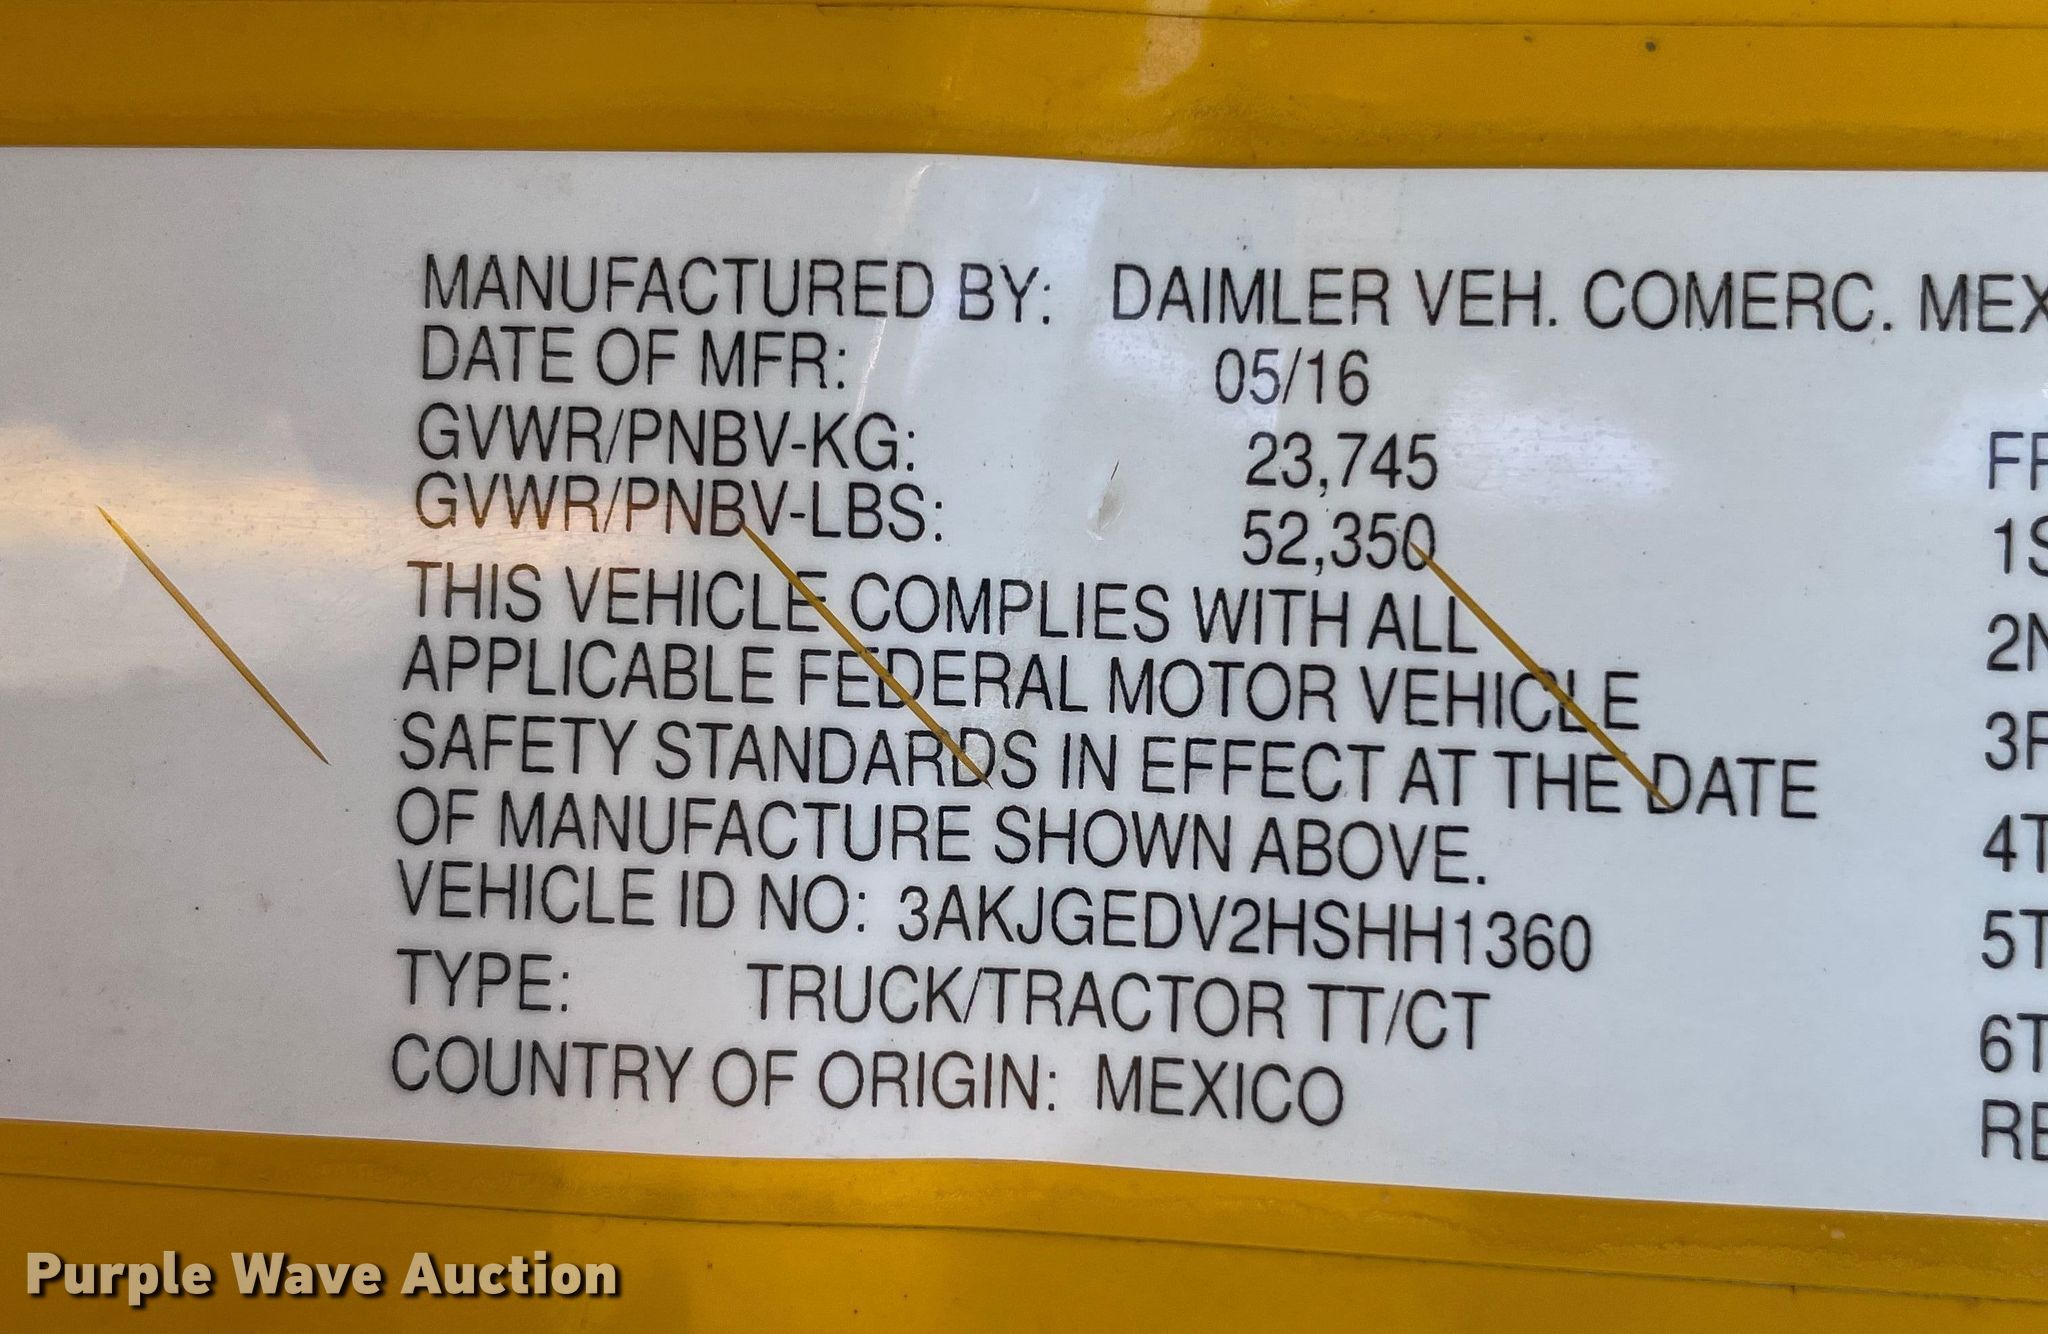 MANUFACTURED BY: DAIMLER VEH. COMERC. MEX
DATE OF MFR: 05/16
GVWR/PNBV-KG: 23,745
GVWR/PNBV-LBS: 52,350
THIS VEHICLE COMPLIES WITH ALL
APPLICABLE FEDERAL MOTOR VEHICLE
SAFETY STANDARDS IN EFFECT AT THE DATE
OF MANUFACTURE SHOWN ABOVE.
VEHICLE ID NO: 3AKJGEDV2HSHH1360
TYPE: TRUCK/TRACTOR TT/CT
COUNTRY OF ORIGIN: MEXICO
Purple Wave Auction